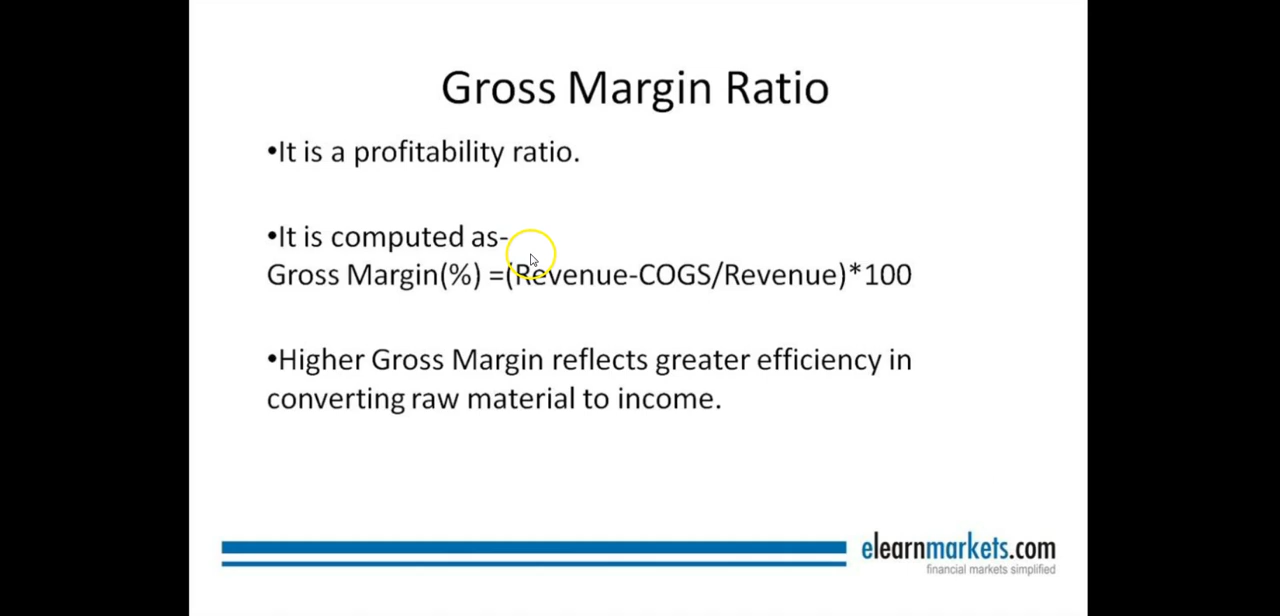 Gross Margin Ratio
•It is a profitability ratio.
•It is computed as-
Gross Margin(%) =(Revenue-COGS/Revenue)*100
•Higher Gross Margin reflects greater efficiency in
converting raw material to income.
elearnmarkets.com
financial markets simplified